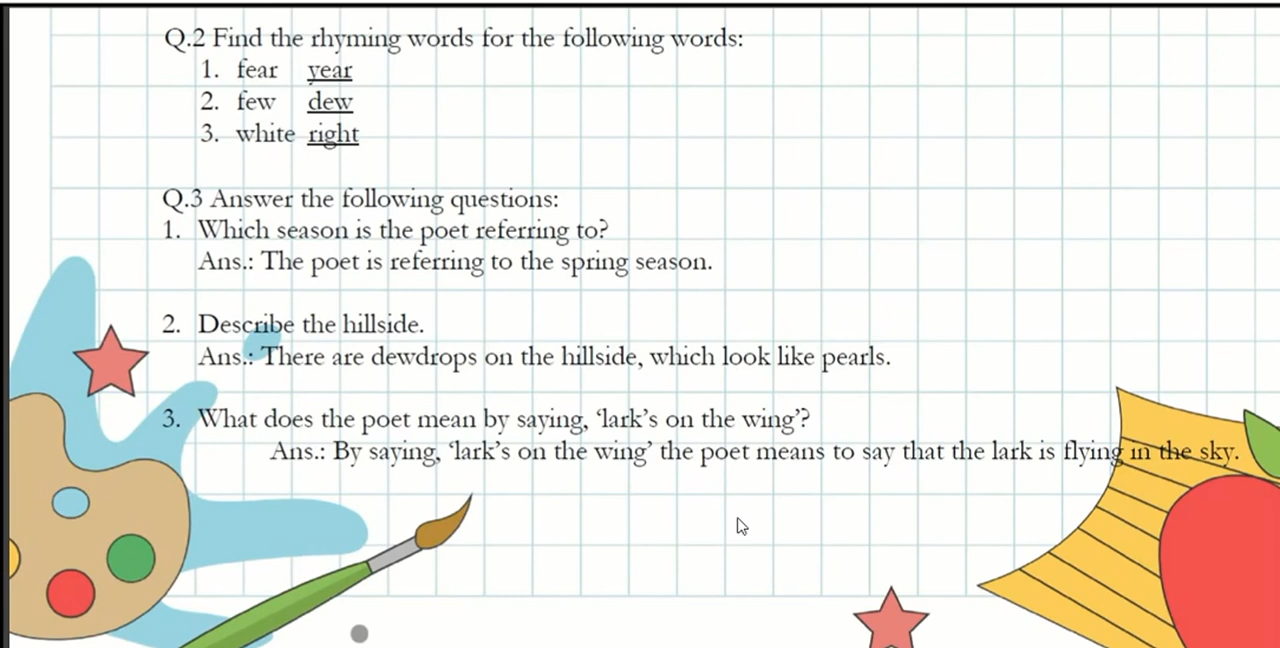 Q.2 Find the rhyming words for the following words:
1. fear year
2. few dew
3. white right
Q.3 Answer the following questions:
1. Which season is the poet referring to?
Ans.: The poet is referring to the spring season.
2. Describe the hillside.
Ans.: There are dewdrops on the hillside, which look like pearls.
3. What does the poet mean by saying, ‘lark’s on the wing’?
Ans.: By saying, ‘lark’s on the wing’ the poet means to say that the lark is flying in the sky.